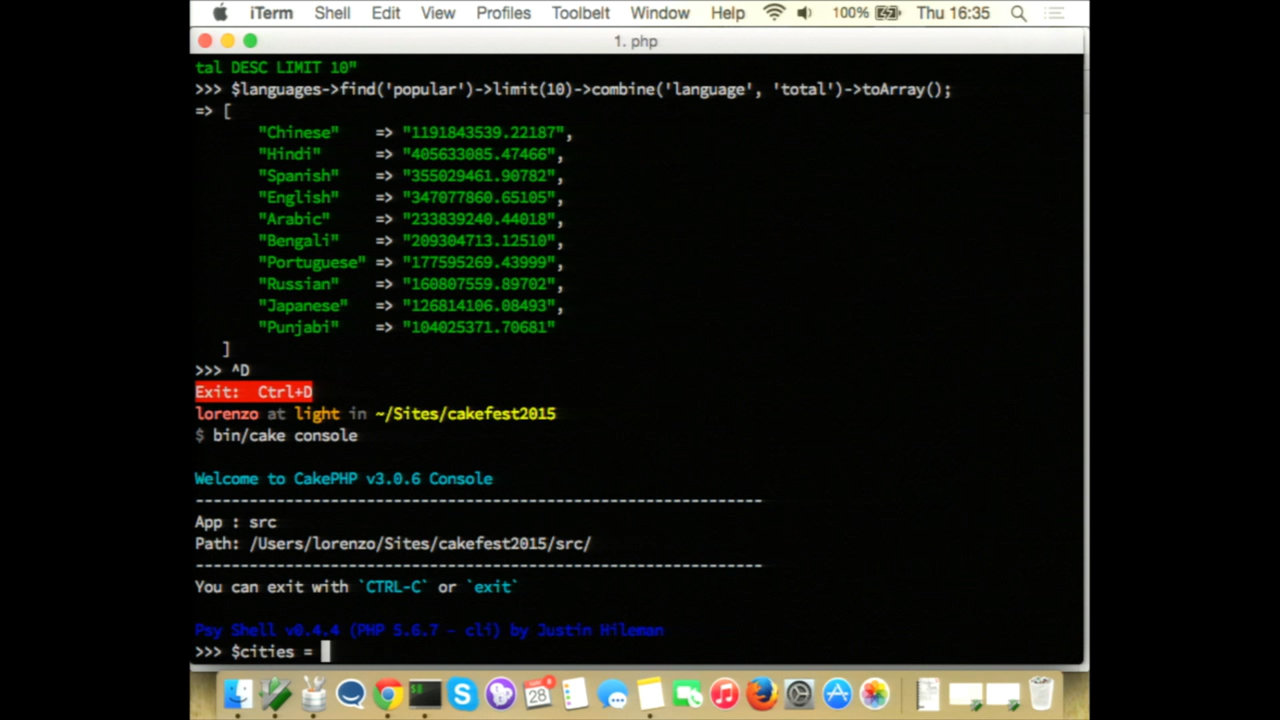 iTerm Shell Edit View Profiles Toolbelt Window Help 100% Thu 16:35
1. php
tal DESC LIMIT 10"
>>> $languages->find('popular')->limit(10)->combine('language', 'total')->toArray();
=> [
"Chinese" => "1191843539.22187",
"Hindi" => "405633085.47466",
"Spanish" => "355029461.90782",
"English" => "347077860.65105",
"Arabic" => "233839240.44018",
"Bengali" => "209304713.12510",
"Portuguese" => "177595269.43999",
"Russian" => "160807559.89702",
"Japanese" => "126814106.08493",
"Punjabi" => "104025371.70681"
]
>>> ^D
Exit: Ctrl+D
lorenzo at light in ~/Sites/cakefest2015
$ bin/cake console
Welcome to CakePHP v3.0.6 Console
---------------------------------------------------------------
App : src
Path: /Users/lorenzo/Sites/cakefest2015/src/
---------------------------------------------------------------
You can exit with `CTRL-C` or `exit`
Psy Shell v0.4.4 (PHP 5.6.7 – cli) by Justin Hileman
>>> $cities =
28